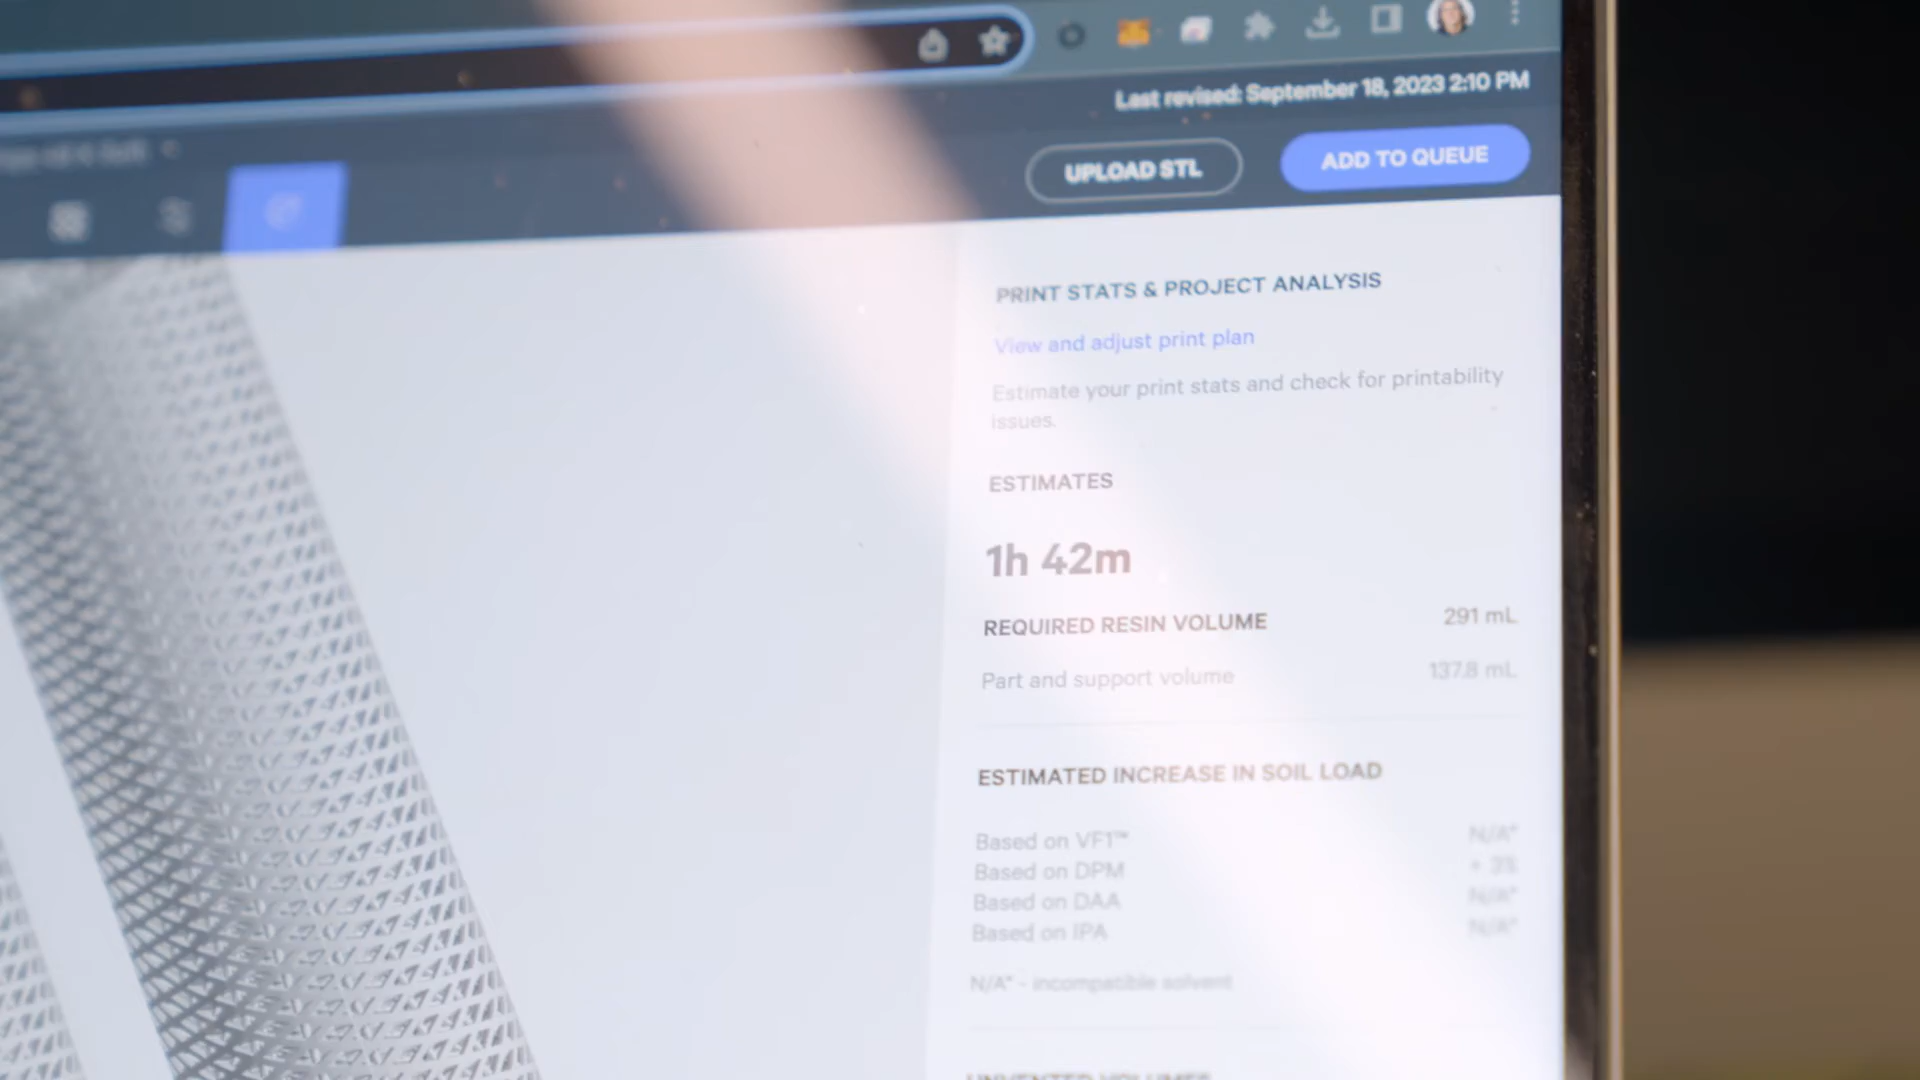 Last revised: September 18, 2023 2:10 PM
UPLOAD STL
ADD TO QUEUE
PRINT STATS & PROJECT ANALYSIS
View and adjust print plan
Estimate your print stats and check for printability
issues.
ESTIMATES
1h 42m
REQUIRED RESIN VOLUME 291 mL
Part and support volume 137.8 mL
ESTIMATED INCREASE IN SOIL LOAD
Based on VF1™ N/A*
Based on DPM + 3%
Based on DAA N/A*
Based on IPA N/A*
N/A* - incompatible solvent
UNVENTED VOLUMES